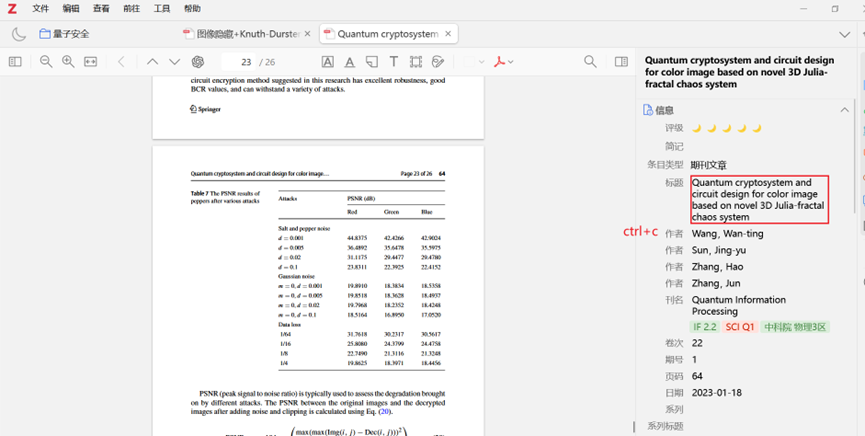 Z 文件 编辑 查看 前往 工具 帮助
量子安全 图像隐藏+Knuth-Durster × Quantum cryptosystem ×
23 / 26
circuit encryption method suggested in this research has excellent robustness, good
BCR values, and can withstand a variety of attacks.
Springer
Quantum cryptosystem and circuit design for color image.... Page 23 of 26 64
Table 7 The PSNR results of
peppers after various attacks
Attacks PSNR (dB)
Red Green Blue
Salt and pepper noise
d = 0.001 44.8375 42.4266 42.9024
d = 0.005 36.4892 35.6478 35.5975
d = 0.02 31.1175 29.4477 29.4780
d = 0.1 23.8311 22.3925 22.4152
Gaussian noise
m = 0, d = 0.001 19.8910 18.3834 18.5358
m = 0, d = 0.005 19.8518 18.3628 18.4937
m = 0, d = 0.02 19.7968 18.2352 18.4248
m = 0, d = 0.1 18.5164 16.8950 17.0520
Data loss
1/64 31.7618 30.2317 30.5617
1/16 25.8080 24.3799 24.4758
1/8 22.7490 21.3116 21.3248
1/4 19.8625 18.3971 18.4456
PSNR (peak signal to noise ratio) is typically used to assess the degradation brought
on by different attacks. The PSNR between the original images and the decrypted
images after adding noise and clipping is calculated using Eq. (20).
(max(max(Img(i, j) − Dec(i, j)))²
Quantum cryptosystem and circuit design
for color image based on novel 3D Julia-
fractal chaos system
信息
评级
简记
条目类型 期刊文章
标题 Quantum cryptosystem and
circuit design for color image
based on novel 3D Julia-fractal
chaos system
ctrl+c
作者 Wang, Wan-ting
作者 Sun, Jing-yu
作者 Zhang, Hao
作者 Zhang, Jun
刊名 Quantum Information
Processing
IF 2.2 SCI Q1 中科院 物理3区
卷次 22
期号 1
页码 64
日期 2023-01-18
系列
系列标题